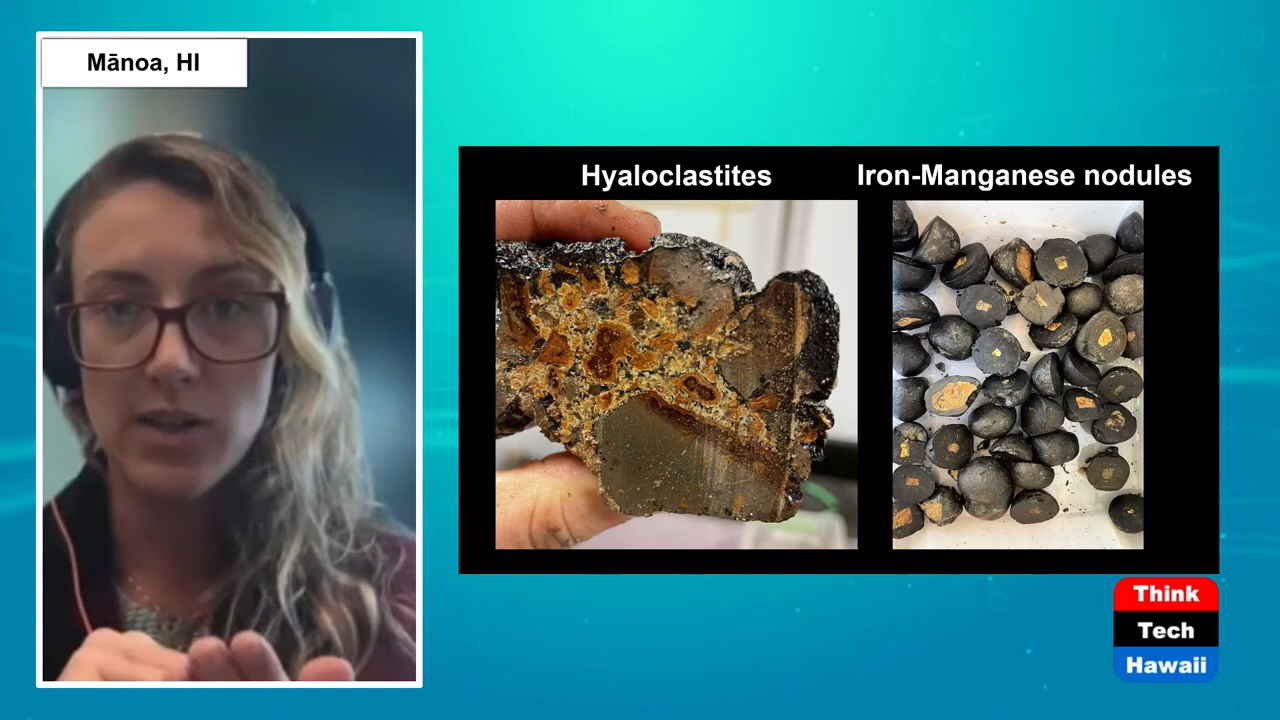 Mānoa, HI
Hyaloclastites
Iron-Manganese nodules
Think
Tech
Hawaii